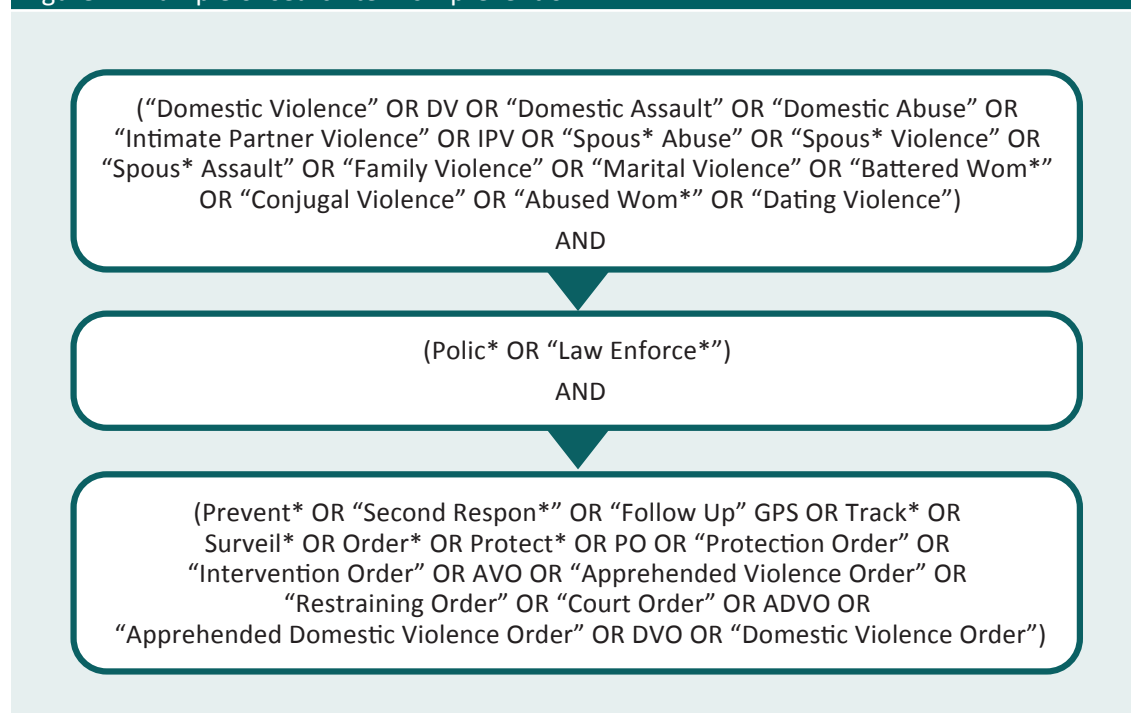 (“Domestic Violence” OR DV OR “Domestic Assault” OR “Domestic Abuse” OR
“Intimate Partner Violence” OR IPV OR “Spous* Abuse” OR “Spous* Violence” OR
“Spous* Assault” OR “Family Violence” OR “Marital Violence” OR “Battered Wom*”
OR “Conjugal Violence” OR “Abused Wom*” OR “Dating Violence”)
AND
(Polic* OR “Law Enforce*”)
AND
(Prevent* OR “Second Respon*” OR “Follow Up” GPS OR Track* OR
Surveil* OR Order* OR Protect* OR PO OR “Protection Order” OR
“Intervention Order” OR AVO OR “Apprehended Violence Order” OR
“Restraining Order” OR “Court Order” OR ADVO OR
“Apprehended Domestic Violence Order” OR DVO OR “Domestic Violence Order”)